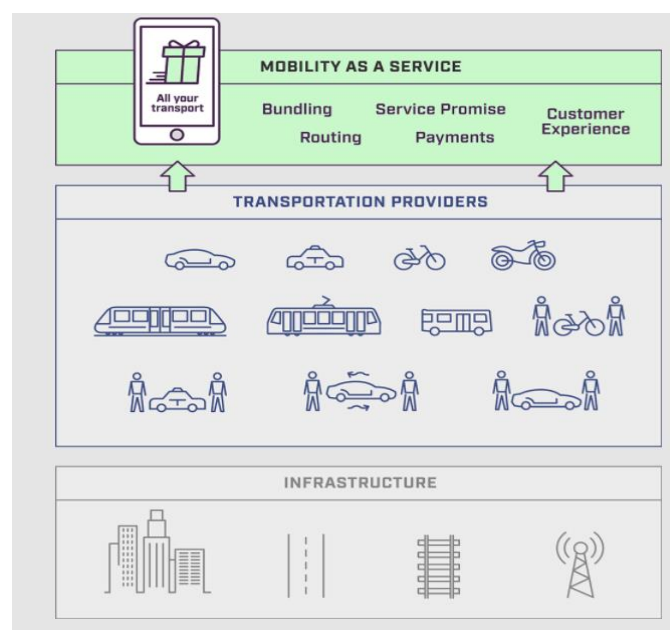 MOBILITY AS A SERVICE
All your
transport
Bundling
Service Promise
Customer
Experience
Routing
Payments
TRANSPORTATION PROVIDERS
INFRASTRUCTURE